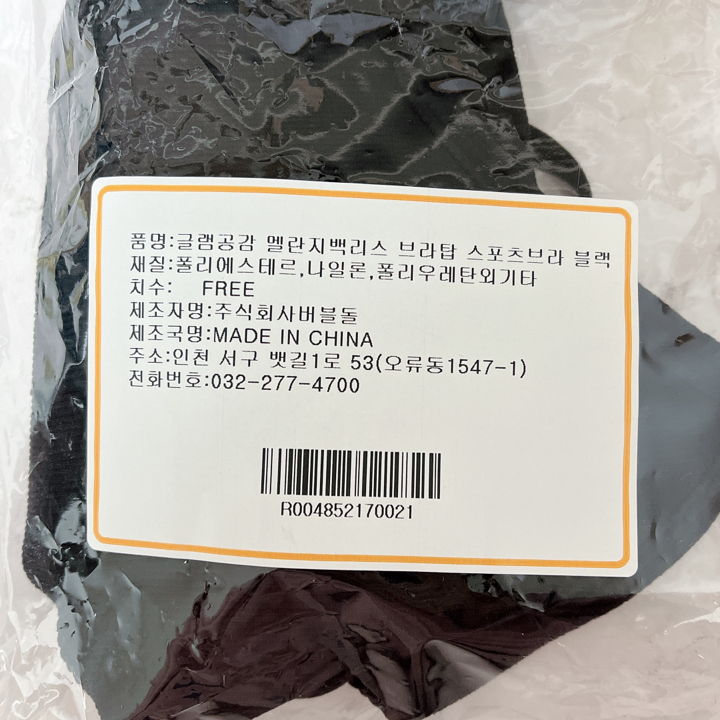 품명:글램공감 멜란지백리스 브라탑 스포츠브라 블랙
재질:폴리에스테르,나일론,폴리우레탄외기타
치수: FREE
제조자명:주식회사버블돌
제조국명:MADE IN CHINA
주소:인천 서구 뱃길1로 53(오류동1547-1)
전화번호:032-277-4700
R004852170021